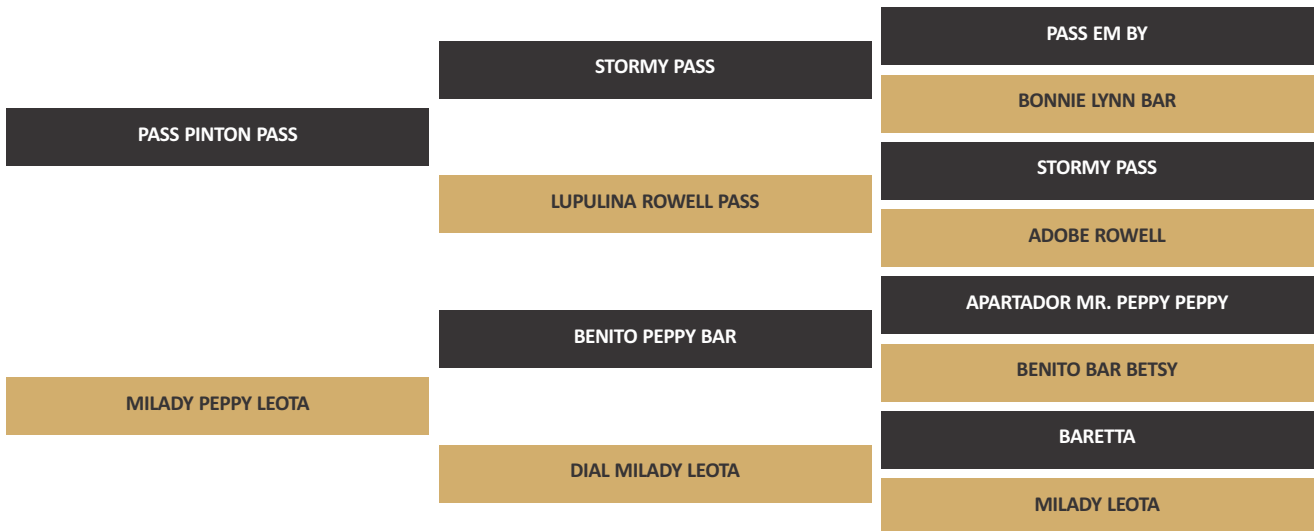 PASS EM BY
STORMY PASS
BONNIE LYNN BAR
PASS PINTON PASS
STORMY PASS
LUPULINA ROWELL PASS
ADOBE ROWELL
APARTADOR MR. PEPPY PEPPY
BENITO PEPPY BAR
BENITO BAR BETSY
MILADY PEPPY LEOTA
BARETTA
DIAL MILADY LEOTA
MILADY LEOTA